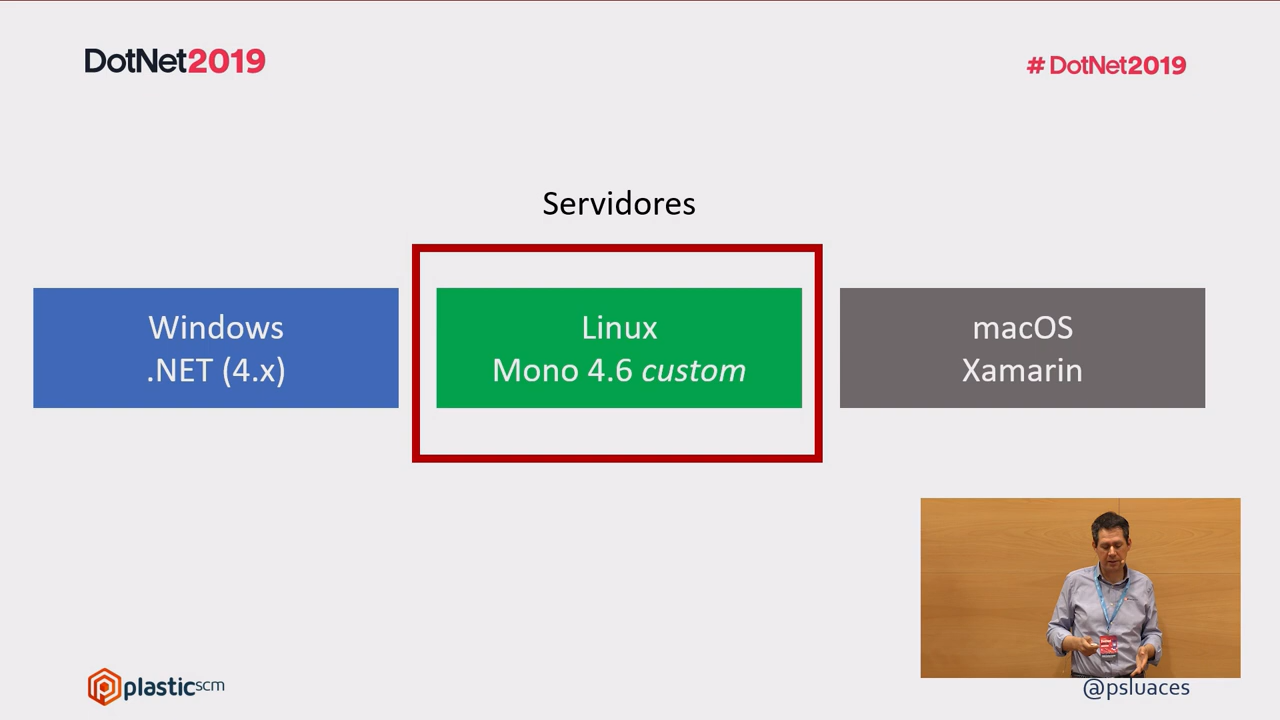 DotNet2019
# DotNet2019
Servidores
Windows
.NET (4.x)
Linux
Mono 4.6 custom
macOS
Xamarin
plasticscm
@psluaces